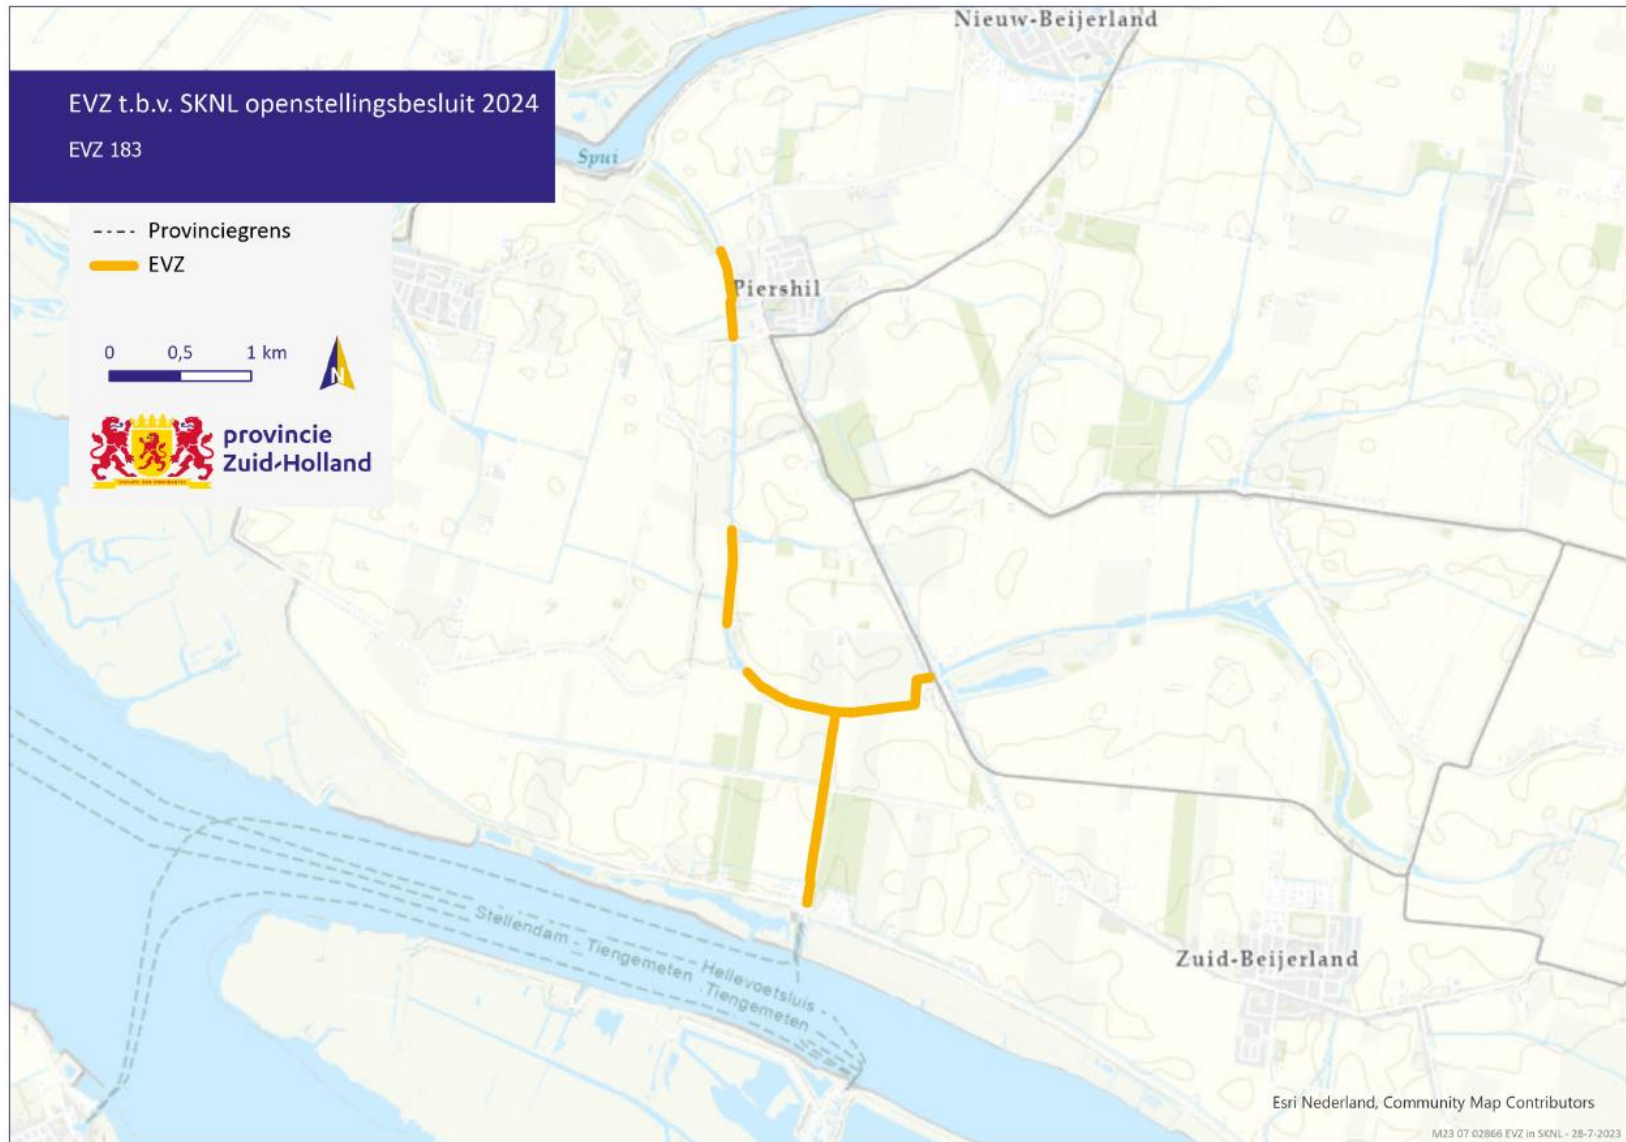 Nieuw-Beijerland
EVZ t.b.v. SKNL openstellingsbesluit 2024
EVZ 183
Spui
Provinciegrens
EVZ
Piershil
0 0,5 1 km
N
provincie
Zuid-Holland
Stellendam - Tiengemeten
Hellevoetsluis -
Tiengemeten
Zuid-Beijerland
Esri Nederland, Community Map Contributors
M23 07 02866 EVZ in SKNL - 28-7-2023